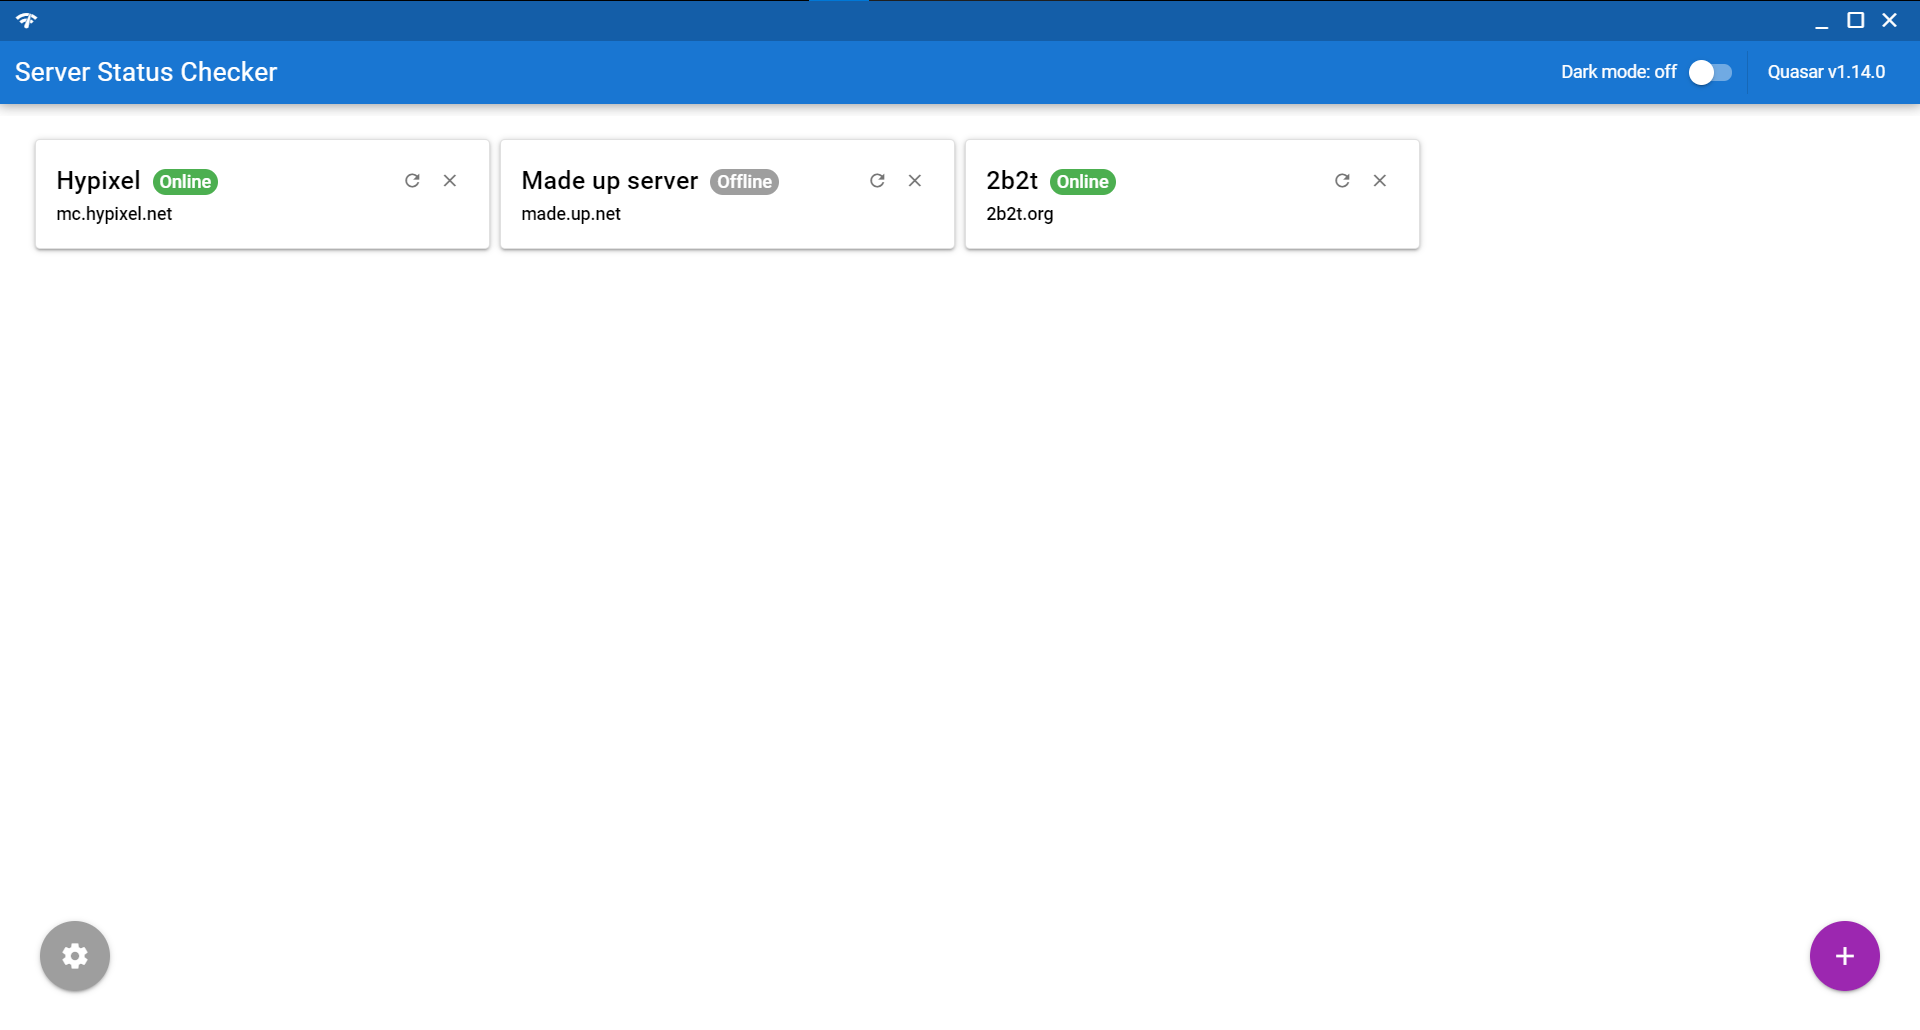 Server Status Checker
Dark mode: off
Quasar v1.14.0
Hypixel Online
mc.hypixel.net
Made up server Offline
made.up.net
2b2t Online
2b2t.org